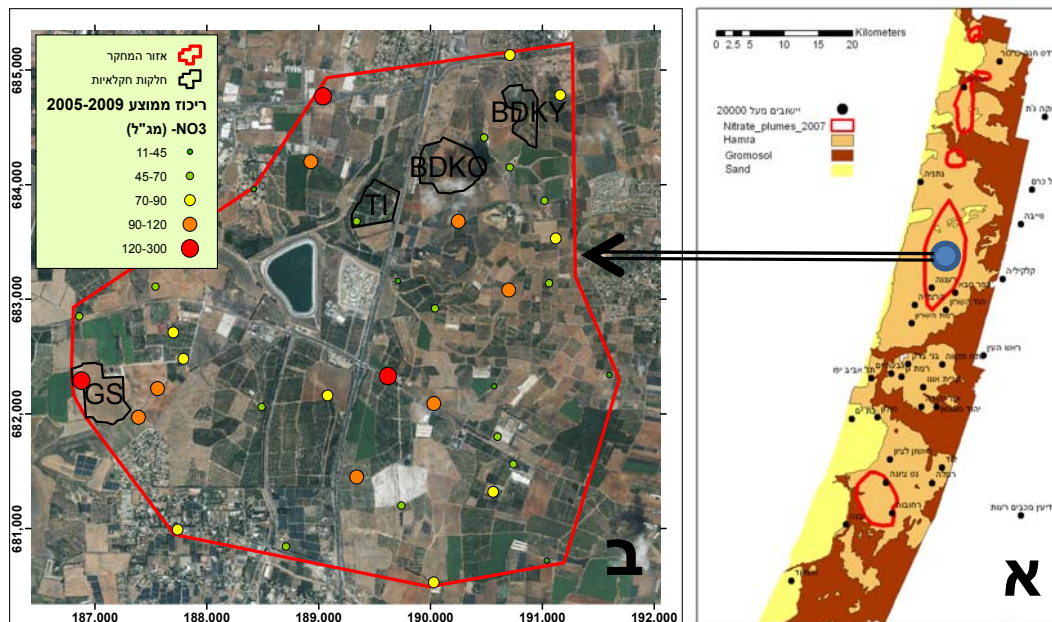 אזור המחקר
חלקות חקלאיות
ריכוז ממוצע 2005-2009
NO3- (מג"ל)
11-45
45-70
70-90
90-120
120-300
BDKY
BDKO
TI
GS
ב
685.000
684.000
683.000
682.000
681.000
187.000
188.000
189.000
190.000
191.000
192.000
0 2.5 5 10 15 20 Kilometers
יישובים מעל 20000
Nitrate_plumes_2007
Hamra
Gromosol
Sand
נתניה
טייבה
קלקיליה
רעננה
כפר סבא
הוד השרון
רמת השרון
ראש העין
בני ברק
תל אביב יפו
רמת גן
קרית אונו
בת ים
ראשון לציון
נס ציונה
רמלה
רחובות
א